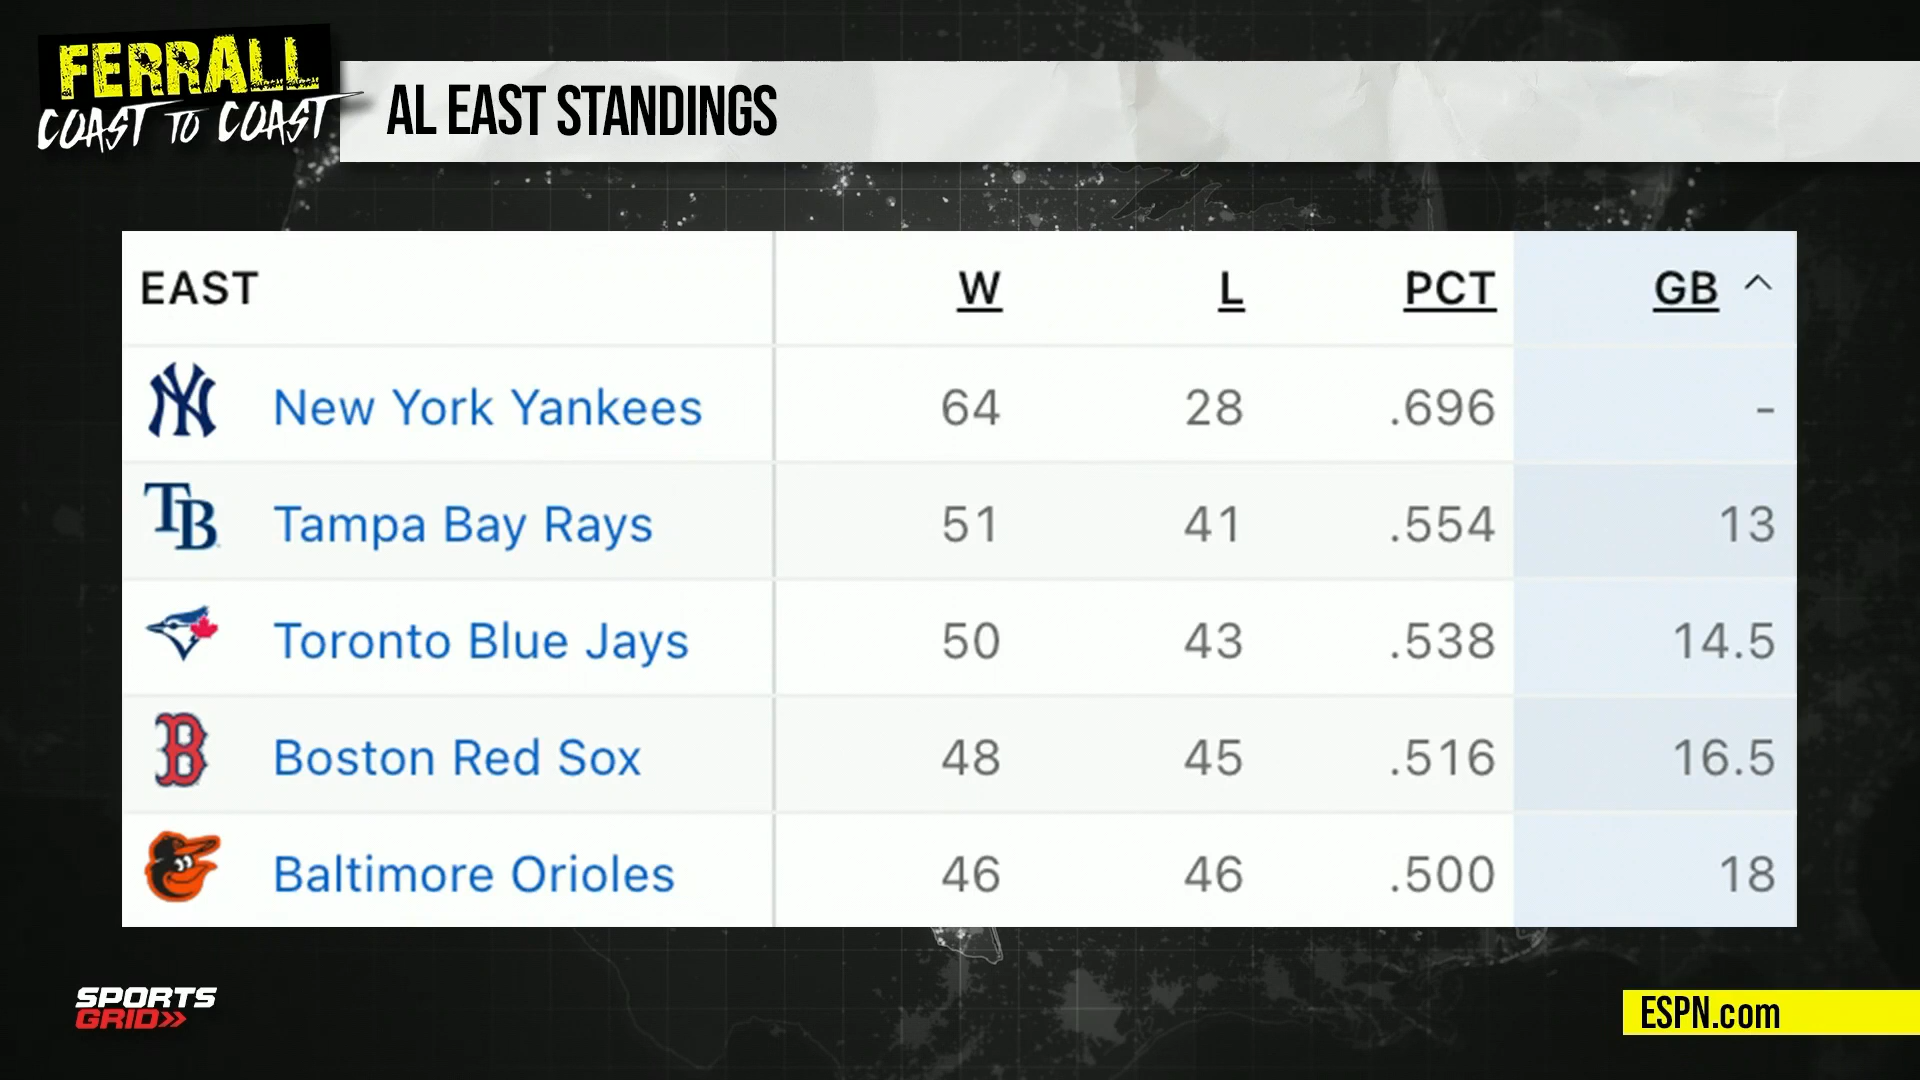 FERRALL
COAST TO COAST
AL EAST STANDINGS
EAST W L PCT GB
New York Yankees 64 28 .696 -
TB Tampa Bay Rays 51 41 .554 13
Toronto Blue Jays 50 43 .538 14.5
B Boston Red Sox 48 45 .516 16.5
Baltimore Orioles 46 46 .500 18
SPORTS
GRID
ESPN.com